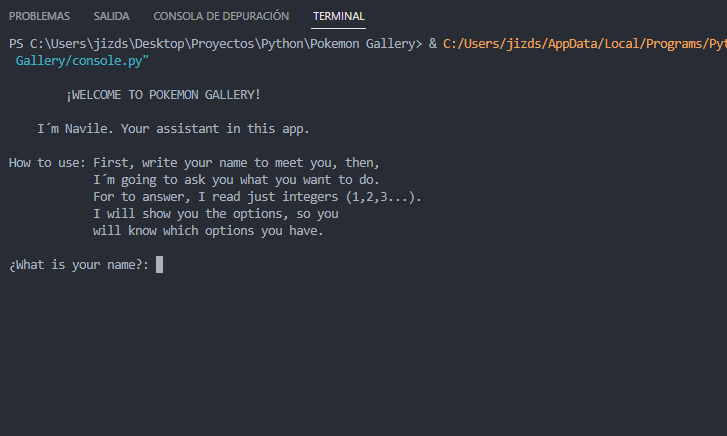 PROBLEMAS SALIDA CONSOLA DE DEPURACIÓN TERMINAL
PS C:\Users\jizds\Desktop\Proyectos\Python\Pokemon Gallery> & C:/Users/jizds/AppData/Local/Programs/Pyt
Gallery/console.py"
¡WELCOME TO POKEMON GALLERY!
I´m Navile. Your assistant in this app.
How to use: First, write your name to meet you, then,
I´m going to ask you what you want to do.
For to answer, I read just integers (1,2,3...).
I will show you the options, so you
will know which options you have.
¿What is your name?: